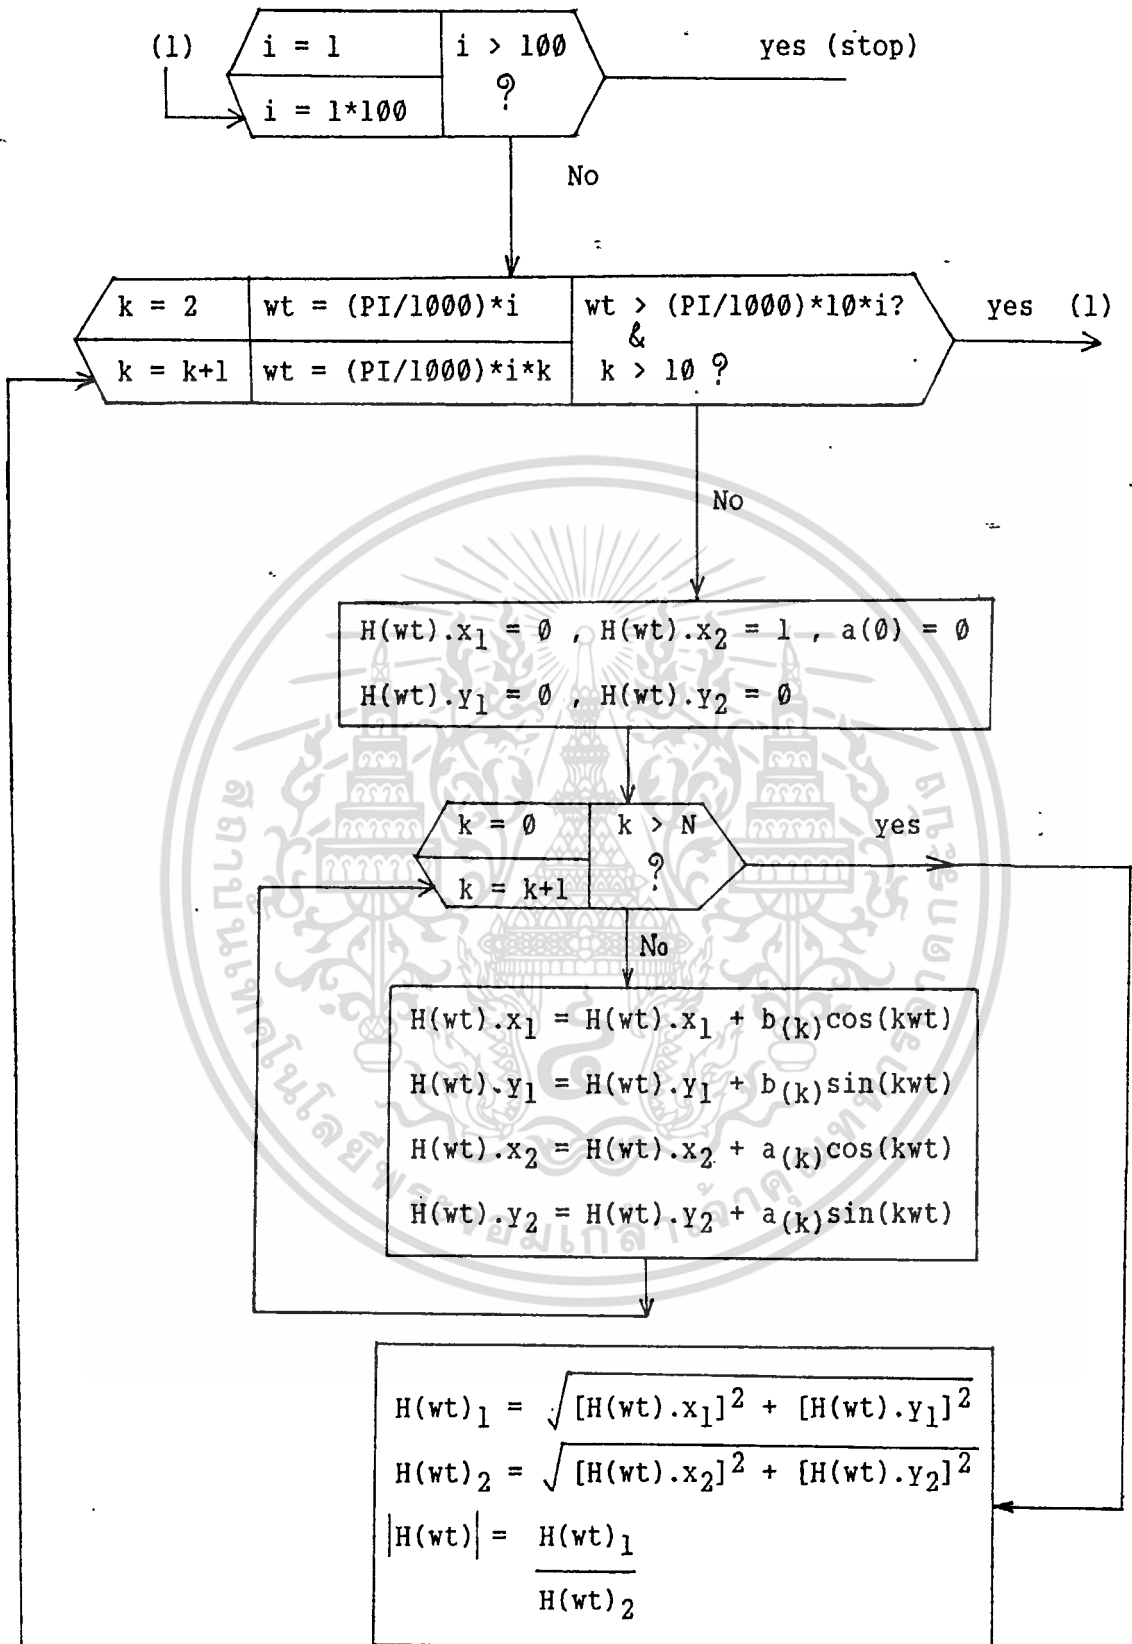 (1) i = 1 i > 100 yes (stop)
i = 1*100 ?
No
k = 2 wt = (PI/1000)*i wt > (PI/1000)*10*i? yes (1)
&
k = k+1 wt = (PI/1000)*i*k k > 10 ?
No
H(wt).x₁ = 0 , H(wt).x₂ = 1 , a(0) = 0
H(wt).y₁ = 0 , H(wt).y₂ = 0
k = 0 k > N yes
k = k+1 ?
No
H(wt).x₁ = H(wt).x₁ + b₍k₎cos(kwt)
H(wt).y₁ = H(wt).y₁ + b₍k₎sin(kwt)
H(wt).x₂ = H(wt).x₂ + a₍k₎cos(kwt)
H(wt).y₂ = H(wt).y₂ + a₍k₎sin(kwt)
H(wt)₁ = √[H(wt).x₁]² + [H(wt).y₁]²
H(wt)₂ = √[H(wt).x₂]² + [H(wt).y₂]²
|H(wt)| = H(wt)₁
H(wt)₂